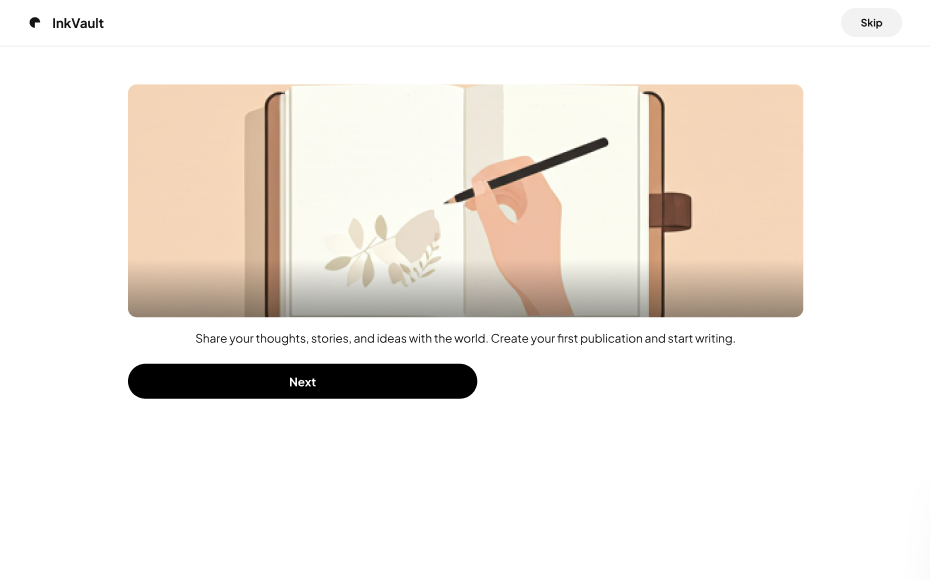 InkVault
Skip
Share your thoughts, stories, and ideas with the world. Create your first publication and start writing.
Next